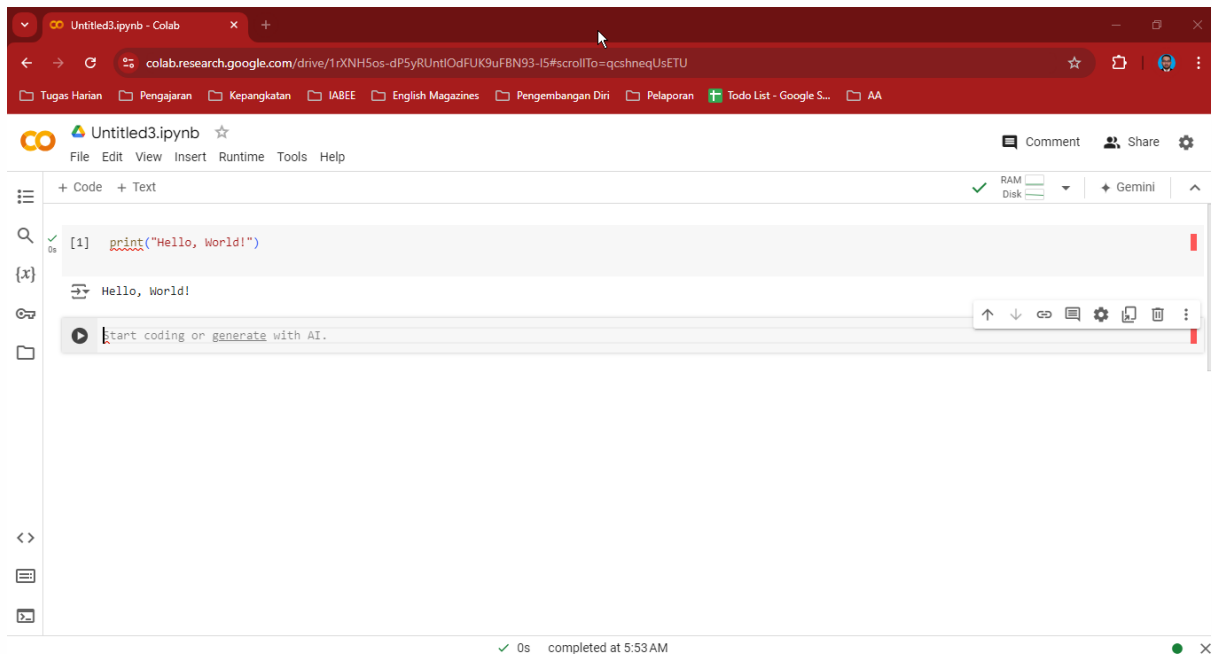 Untitled3.ipynb - Colab
colab.research.google.com/drive/1rXNH5os-dP5yRUntIOdFUK9uFBN93-I5#scrollTo=qcshneqUsETU
Tugas Harian Pengajaran Kepangkatan IABEE English Magazines Pengembangan Diri Pelaporan Todo List - Google S... AA
CO Untitled3.ipynb
Comment Share
File Edit View Insert Runtime Tools Help
+ Code + Text
RAM
Disk
Gemini
0s
[1] print("Hello, World!")
{x}
Hello, World!
Start coding or generate with AI.
0s completed at 5:53 AM